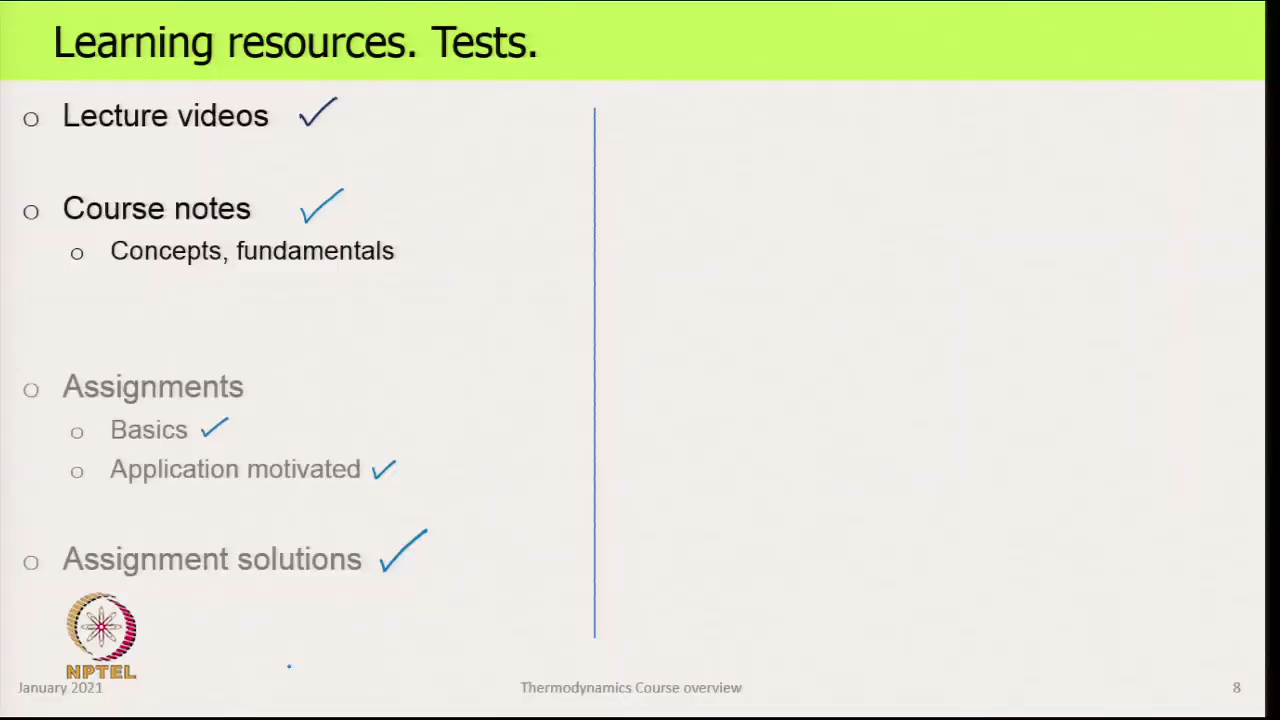 Learning resources. Tests.
o Lecture videos
o Course notes
o Concepts, fundamentals
o Assignments
o Basics
o Application motivated
o Assignment solutions
NPTEL
January 2021
Thermodynamics Course overview
8